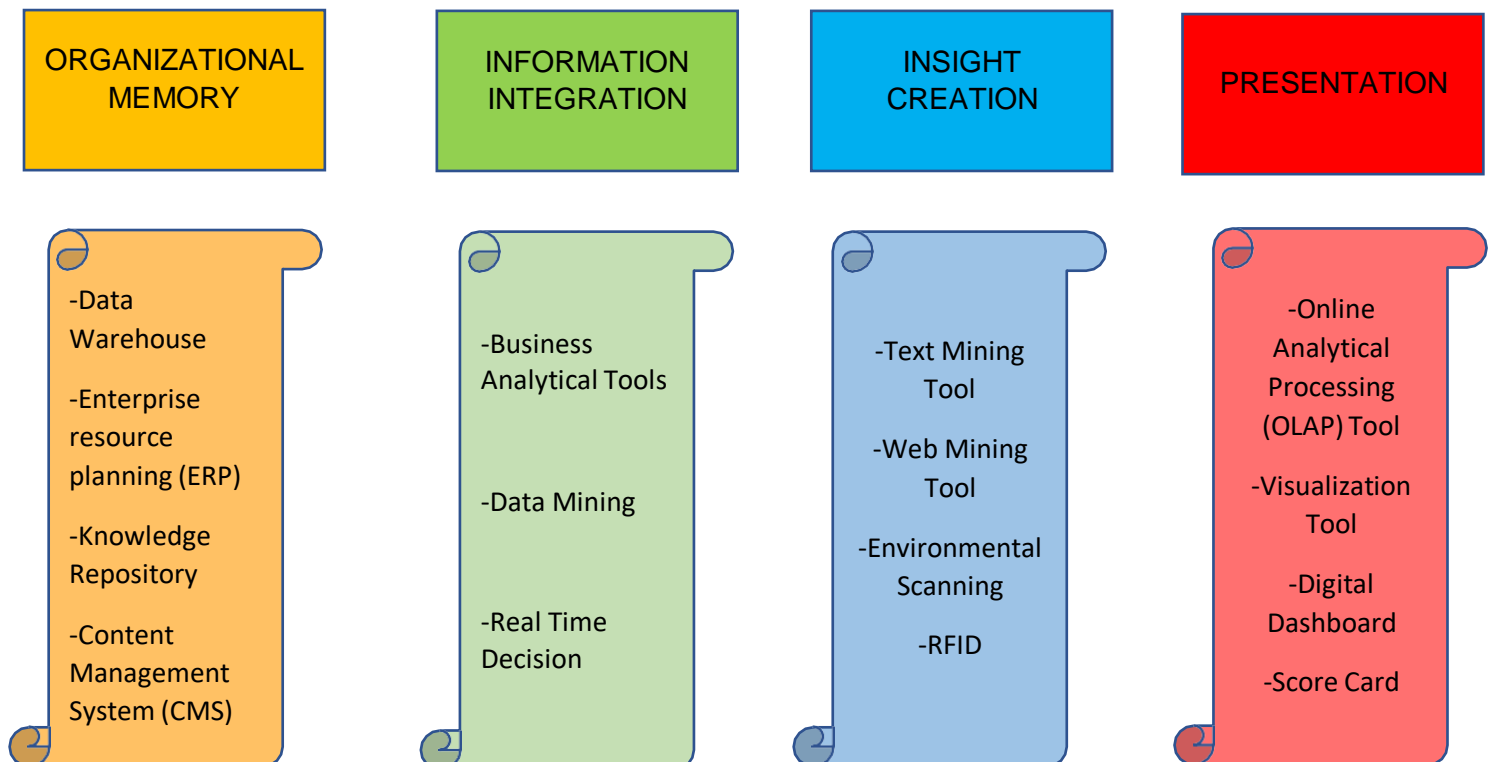 ORGANIZATIONAL
MEMORY
INFORMATION
INTEGRATION
INSIGHT
CREATION
PRESENTATION
-Data
Warehouse
-Enterprise
resource
planning (ERP)
-Knowledge
Repository
-Content
Management
System (CMS)
-Business
Analytical Tools
-Data Mining
-Real Time
Decision
-Text Mining
Tool
-Web Mining
Tool
-Environmental
Scanning
-RFID
-Online
Analytical
Processing
(OLAP) Tool
-Visualization
Tool
-Digital
Dashboard
-Score Card